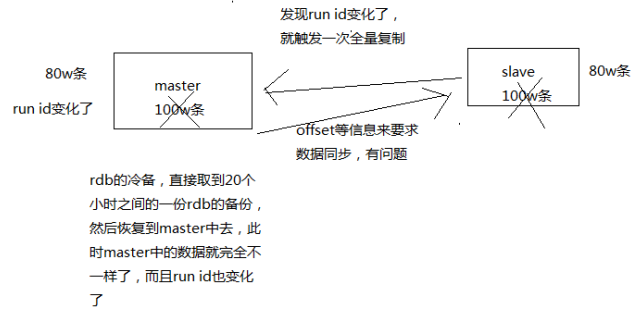 发现run id变化了，
就触发一次全量复制
80w条
master
100w条
run id变化了
slave
100w条
80w条
offset等信息来要求
数据同步，有问题
rdb的冷备，直接取到20个
小时之间的一份rdb的备份，
然后恢复到master中去，此
时master中的数据就完全不
一样了，而且run id也变化
了